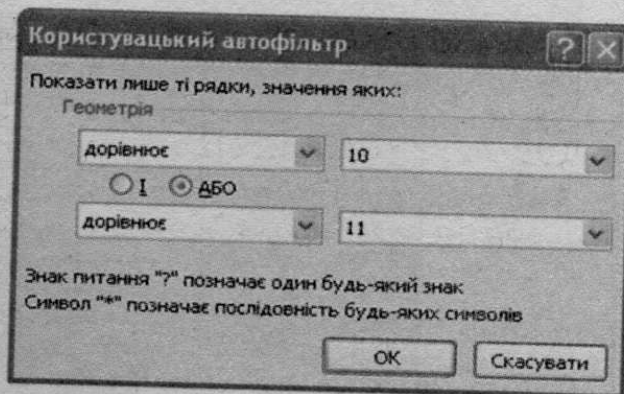 Користувацький автофільтр
Показати лише ті рядки, значення яких:
Геометрія
дорівнює 10
І АБО
дорівнює 11
Знак питання "?" позначає один будь-який знак
Символ "*" позначає послідовність будь-яких символів
ОК Скасувати